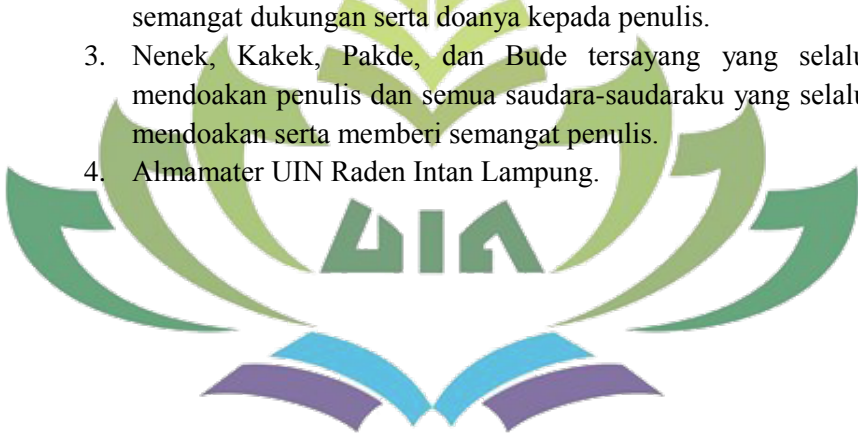 semangat dukungan serta doanya kepada penulis.
3. Nenek, Kakek, Pakde, dan Bude tersayang yang selalu
mendoakan penulis dan semua saudara-saudaraku yang selalu
mendoakan serta memberi semangat penulis.
4. Almamater UIN Raden Intan Lampung.
UIN